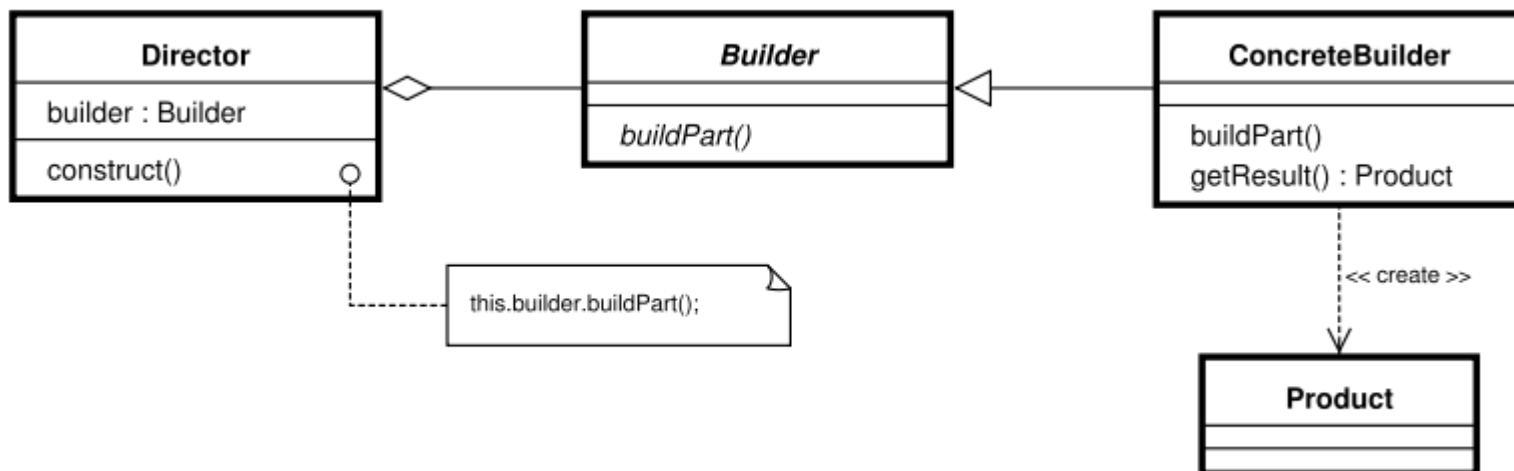 Director
builder : Builder
construct()
Builder
buildPart()
ConcreteBuilder
buildPart()
getResult() : Product
this.builder.buildPart();
<< create >>
Product